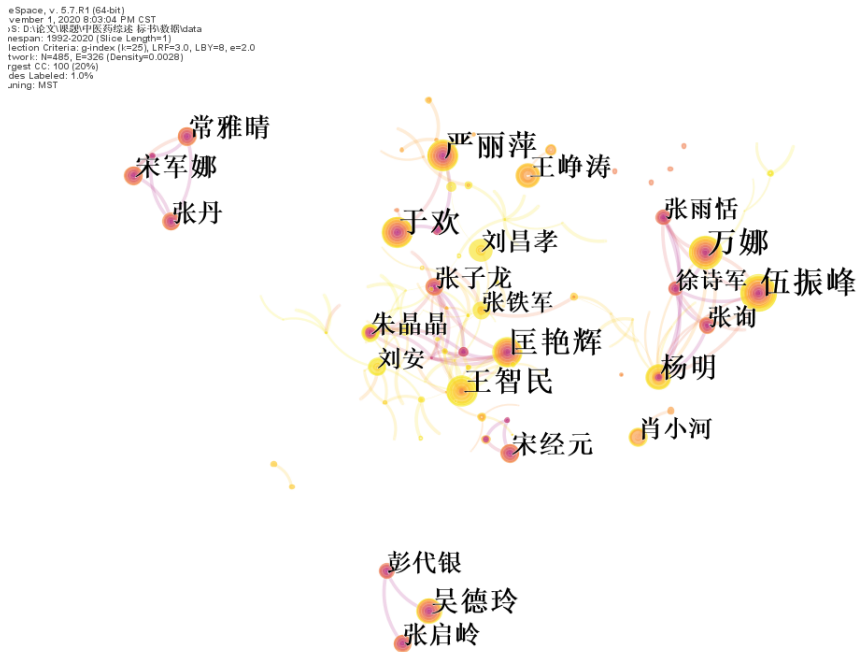 eSpace, v. 5.7.R1 (64-bit)
vember 1, 2020 8:03:04 PM CST
S: D:\论文\课题\中医药综述 标书\数据\data
nespan: 1992-2020 (Slice Length=1)
lection Criteria: g-index (k=25), LRF=3.0, LBY=8, e=2.0
twork: N=485, E=326 (Density=0.0028)
rgest CC: 100 (20%)
des Labeled: 1.0%
uning: MST
常雅晴
宋军娜
张丹
严丽萍
王峥涛
于欢
刘昌孝
张雨恬
万娜
张子龙
张铁军
徐诗军
伍振峰
朱晶晶
张询
匡艳辉
刘安
王智民
杨明
宋经元
肖小河
彭代银
吴德玲
张启岭